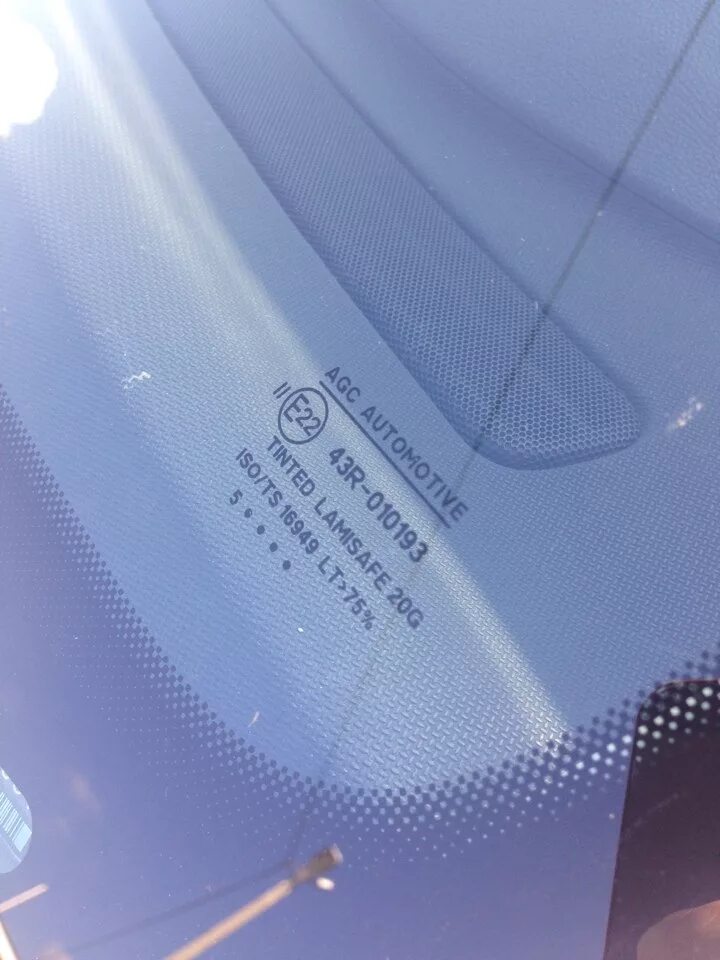 AGC AUTOMOTIVE
//E22 43R-010193
TINTED LAMISAFE 20G
ISO/TS 16949 LT>75%
5 • • • •